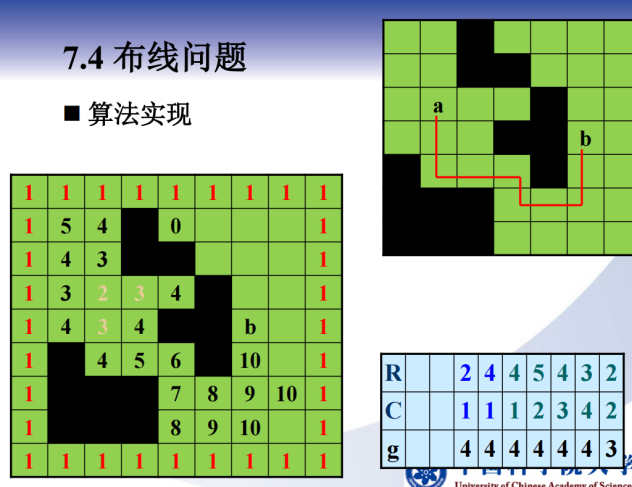 7.4 布线问题
■ 算法实现
a
b
1 1 1 1 1 1 1 1 1
1 5 4 0 1
1 4 3 1
1 3 2 3 4 1
1 4 3 4 b 1
1 4 5 6 10 1
1 7 8 9 10 1
1 8 9 10 1
1 1 1 1 1 1 1 1 1
R 2 4 4 5 4 3 2
C 1 1 1 2 3 4 2
g 4 4 4 4 4 4 3
University of Chinese Academy of Science